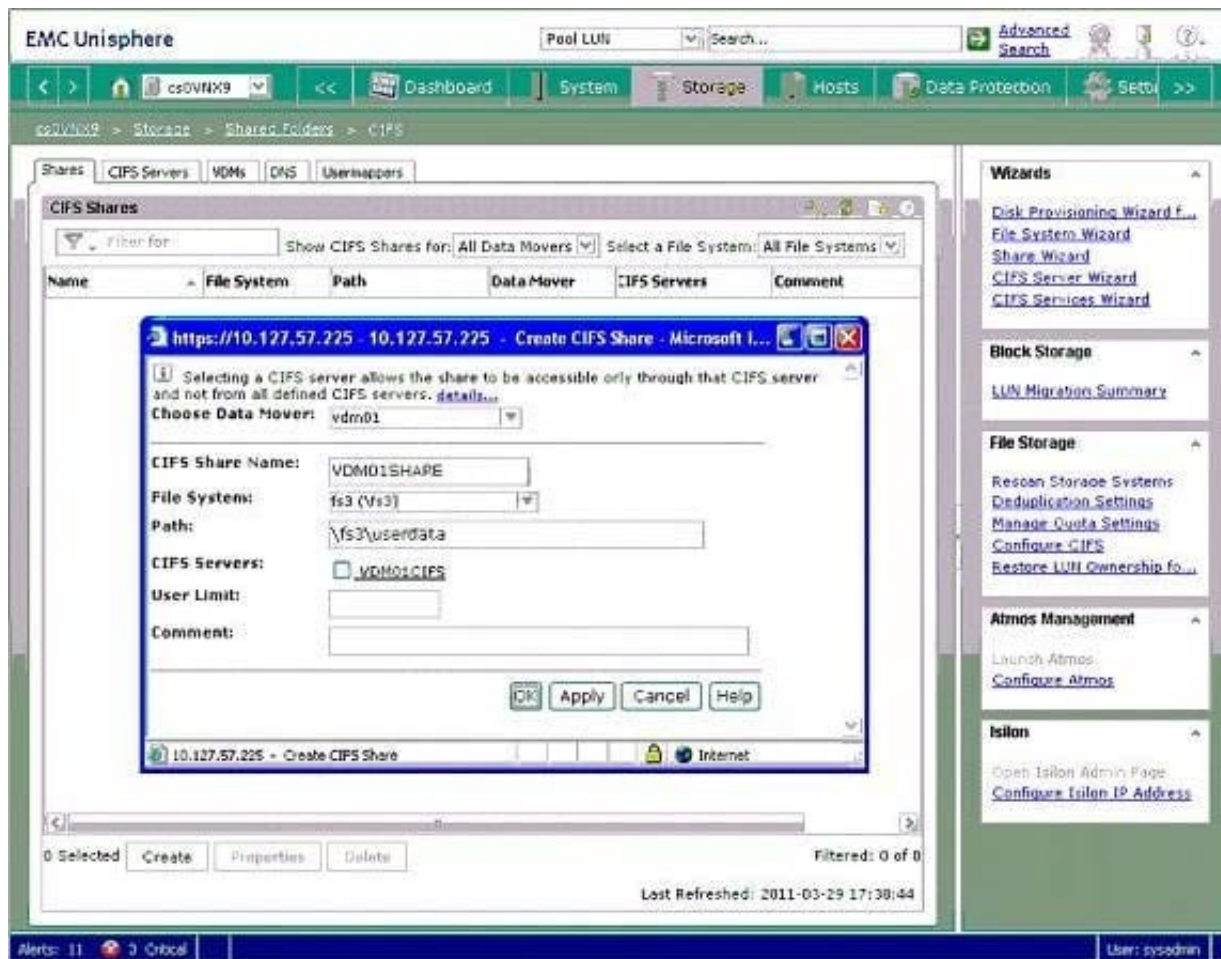 EMC Unisphere
Pool LUN
Search...
Advanced Search
cs0VNX9
<<
Dashboard
System
Storage
Hosts
Data Protection
Setti
>>
cs0VNX9 > Storage > Shared Folders > CIFS
Shares
CIFS Servers
VDMs
DNS
Usermappers
CIFS Shares
Filter for
Show CIFS Shares for: All Data Movers
Select a File System: All File Systems
Name
File System
Path
Data Mover
CIFS Servers
Comment
https://10.127.57.225 - 10.127.57.225 - Create CIFS Share - Microsoft I...
Selecting a CIFS server allows the share to be accessible only through that CIFS server
and not from all defined CIFS servers. details...
Choose Data Mover: vdm01
CIFS Share Name: VDM01SHARE
File System: fs3 (\fs3)
Path: \fs3\userdata
CIFS Servers: VDM01CIFS
User Limit:
Comment:
OK
Apply
Cancel
Help
10.127.57.225 - Create CIFS Share
Internet
0 Selected
Create
Properties
Delete
Filtered: 0 of 0
Last Refreshed: 2011-03-29 17:38:44
Wizards
Disk Provisioning Wizard f...
File System Wizard
Share Wizard
CIFS Server Wizard
CIFS Services Wizard
Block Storage
LUN Migration Summary
File Storage
Rescan Storage Systems
Deduplication Settings
Manage Quota Settings
Configure CIFS
Restore LUN Ownership fo...
Atmos Management
Launch Atmos
Configure Atmos
Isilon
Open Isilon Admin Page
Configure Isilon IP Address
Alerts: 11
3 Critical
User: sysadmin